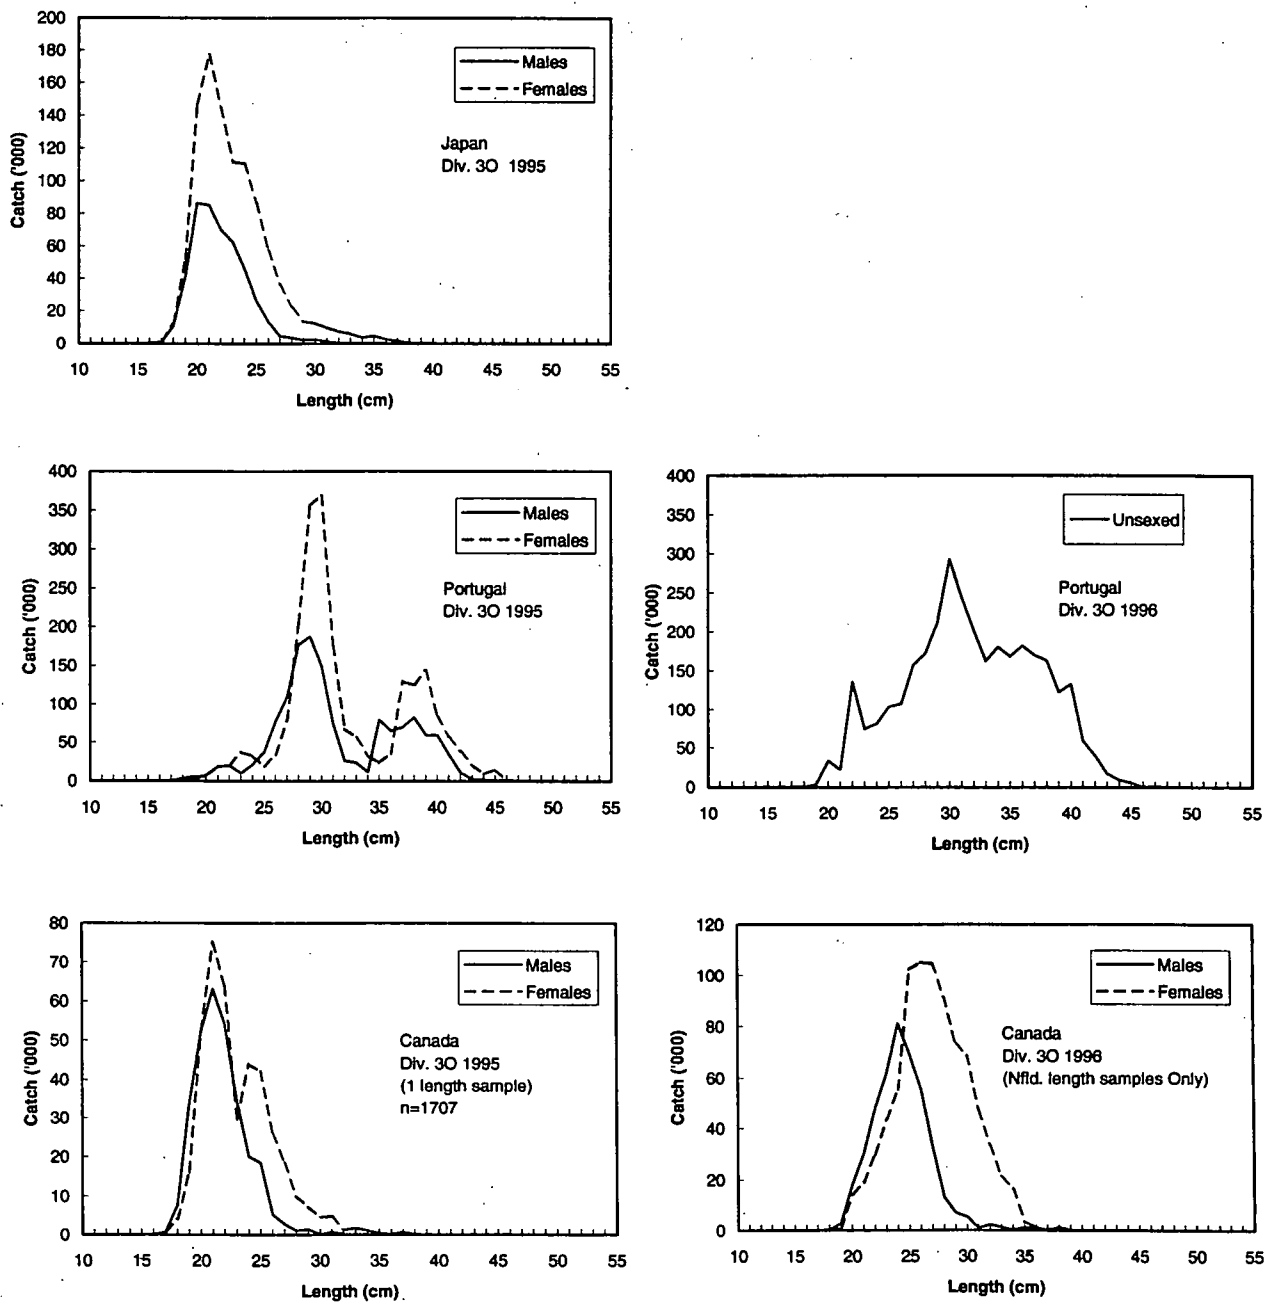 200
180
160
140
120
100
80
60
40
20
0
Catch ('000)
10 15 20 25 30 35 40 45 50 55
Length (cm)
Males
Females
Japan
Div. 3O 1995
400
350
300
250
200
150
100
50
0
Catch ('000)
10 15 20 25 30 35 40 45 50 55
Length (cm)
Males
Females
Portugal
Div. 3O 1995
400
350
300
250
200
150
100
50
0
Catch ('000)
10 15 20 25 30 35 40 45 50 55
Length (cm)
Unsexed
Portugal
Div. 3O 1996
80
70
60
50
40
30
20
10
0
Catch ('000)
10 15 20 25 30 35 40 45 50 55
Length (cm)
Males
Females
Canada
Div. 3O 1995
(1 length sample)
n=1707
120
100
80
60
40
20
0
Catch ('000)
10 15 20 25 30 35 40 45 50 55
Length (cm)
Males
Females
Canada
Div. 3O 1996
(Nfld. length samples Only)